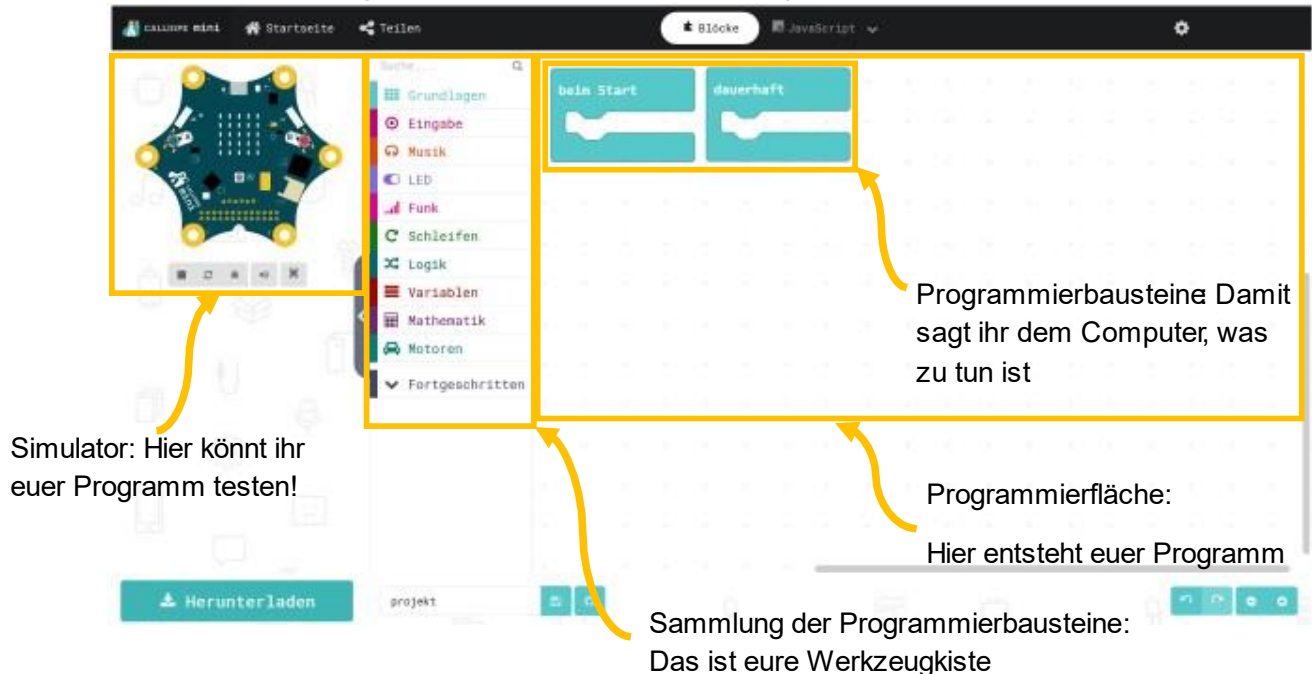 CALLIOPE mini Startseite Teilen Blöcke JavaScript
Suche...
Grundlagen
Eingabe
Musik
LED
Funk
Schleifen
Logik
Variablen
Mathematik
Motoren
Fortgeschritten
beim Start
dauerhaft
Programmierbausteine: Damit
sagt ihr dem Computer, was
zu tun ist
Simulator: Hier könnt ihr
euer Programm testen!
Programmierfläche:
Hier entsteht euer Programm
Herunterladen
projekt
Sammlung der Programmierbausteine:
Das ist eure Werkzeugkiste